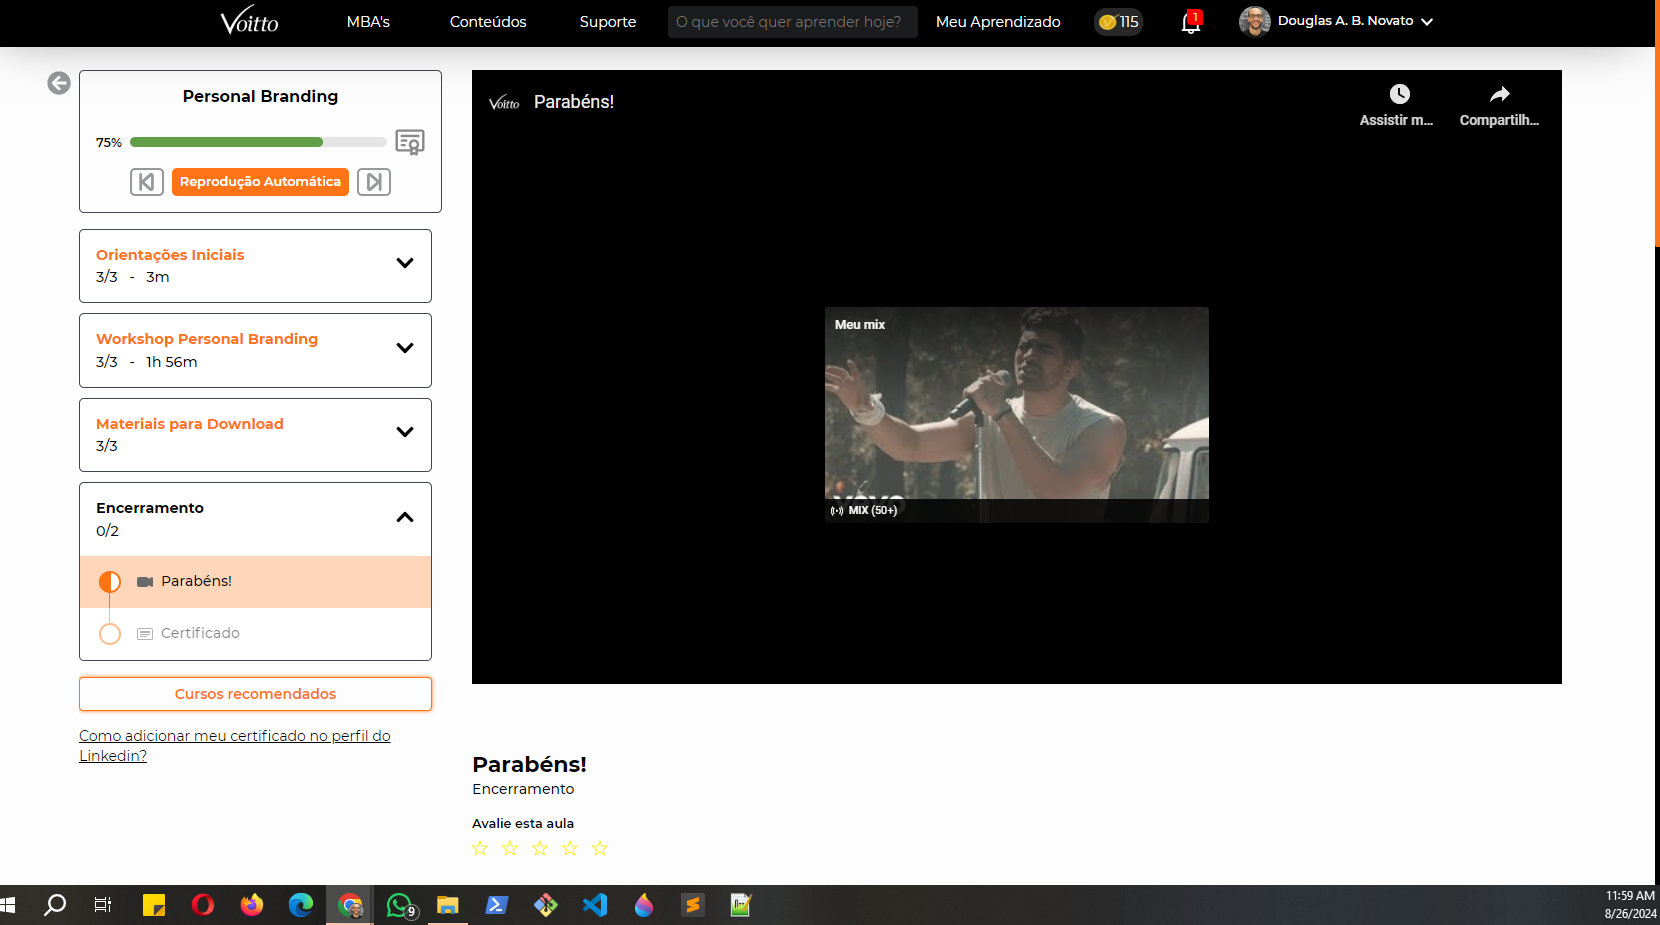 Voitto
MBA's
Conteúdos
Suporte
O que você quer aprender hoje?
Meu Aprendizado
115
1
Douglas A. B. Novato
Personal Branding
75%
Reprodução Automática
Orientações Iniciais
3/3 - 3m
Workshop Personal Branding
3/3 - 1h 56m
Materiais para Download
3/3
Encerramento
0/2
Parabéns!
Certificado
Cursos recomendados
Como adicionar meu certificado no perfil do
Linkedin?
Voitto
Parabéns!
Assistir m...
Compartilh...
Meu mix
vevo
MIX (50+)
Parabéns!
Encerramento
Avalie esta aula
9
11:59 AM
8/26/2024